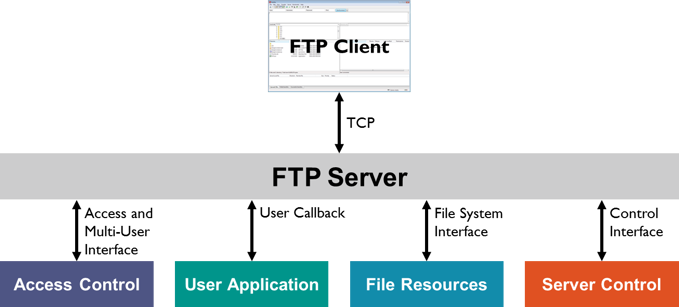 FTP Client
TCP
FTP Server
Access and
Multi-User
Interface
User Callback
File System
Interface
Control
Interface
Access Control
User Application
File Resources
Server Control